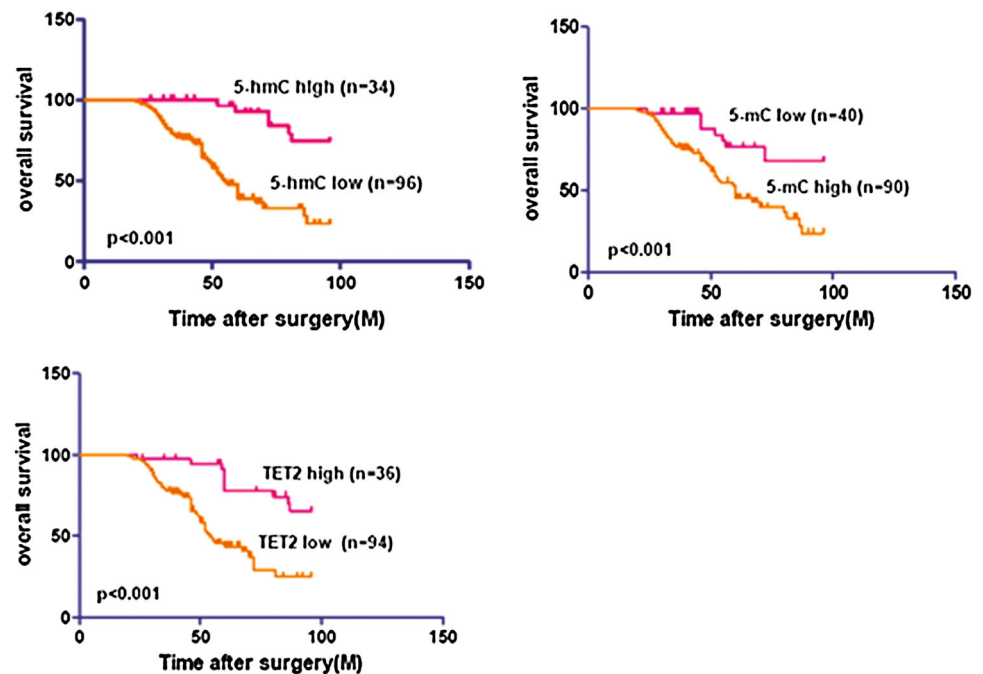 150
100
50
0
overall survival
5-hmC high (n=34)
5-hmC low (n=96)
p<0.001
0
50
100
150
Time after surgery(M)
150
100
50
0
overall survival
5-mC low (n=40)
5-mC high (n=90)
p<0.001
0
50
100
150
Time after surgery(M)
150
100
50
0
overall survival
TET2 high (n=36)
TET2 low (n=94)
p<0.001
0
50
100
150
Time after surgery(M)